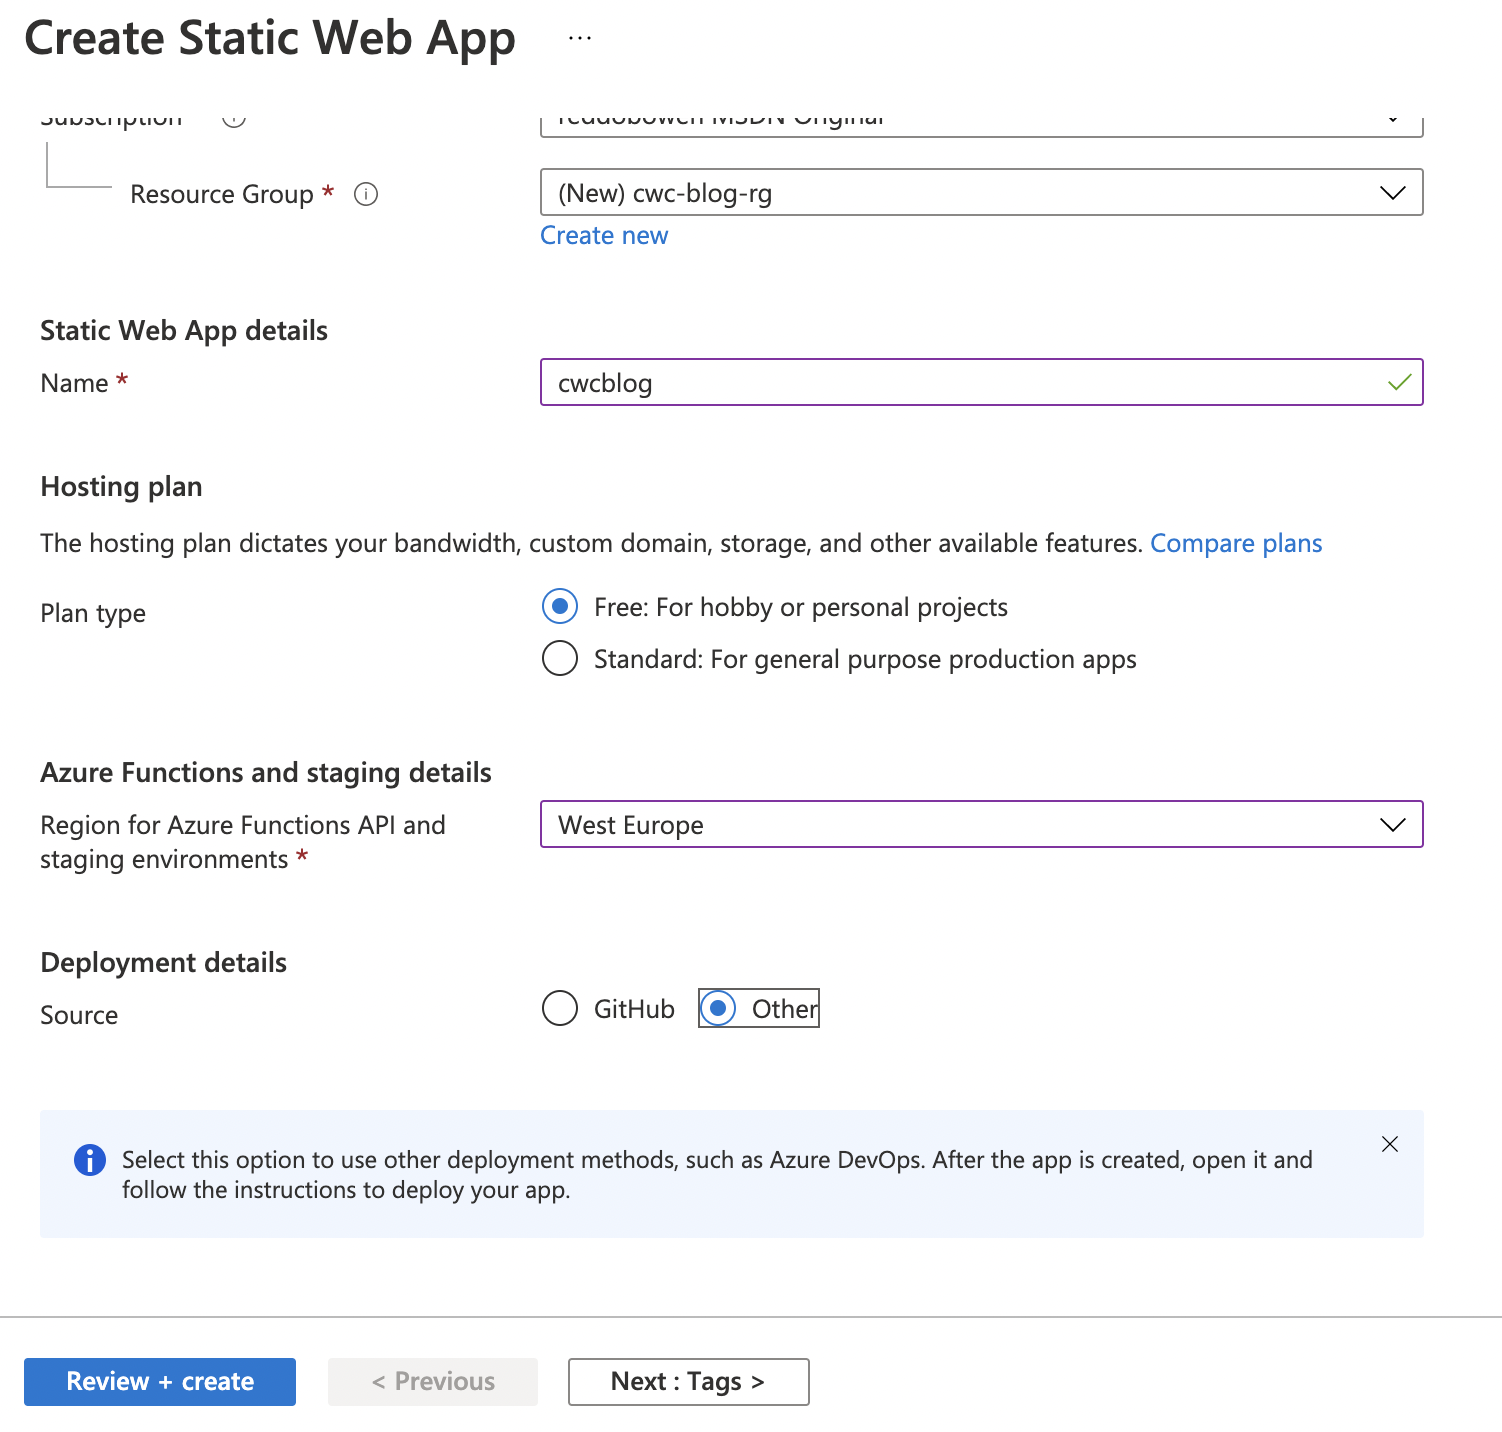 Create Static Web App ...
Subscription
reddobowen MSDN Original
Resource Group *
(New) cwc-blog-rg
Create new
Static Web App details
Name *
cwcblog
Hosting plan
The hosting plan dictates your bandwidth, custom domain, storage, and other available features. Compare plans
Plan type
Free: For hobby or personal projects
Standard: For general purpose production apps
Azure Functions and staging details
Region for Azure Functions API and
staging environments *
West Europe
Deployment details
Source
GitHub Other
Select this option to use other deployment methods, such as Azure DevOps. After the app is created, open it and
follow the instructions to deploy your app.
Review + create < Previous Next : Tags >